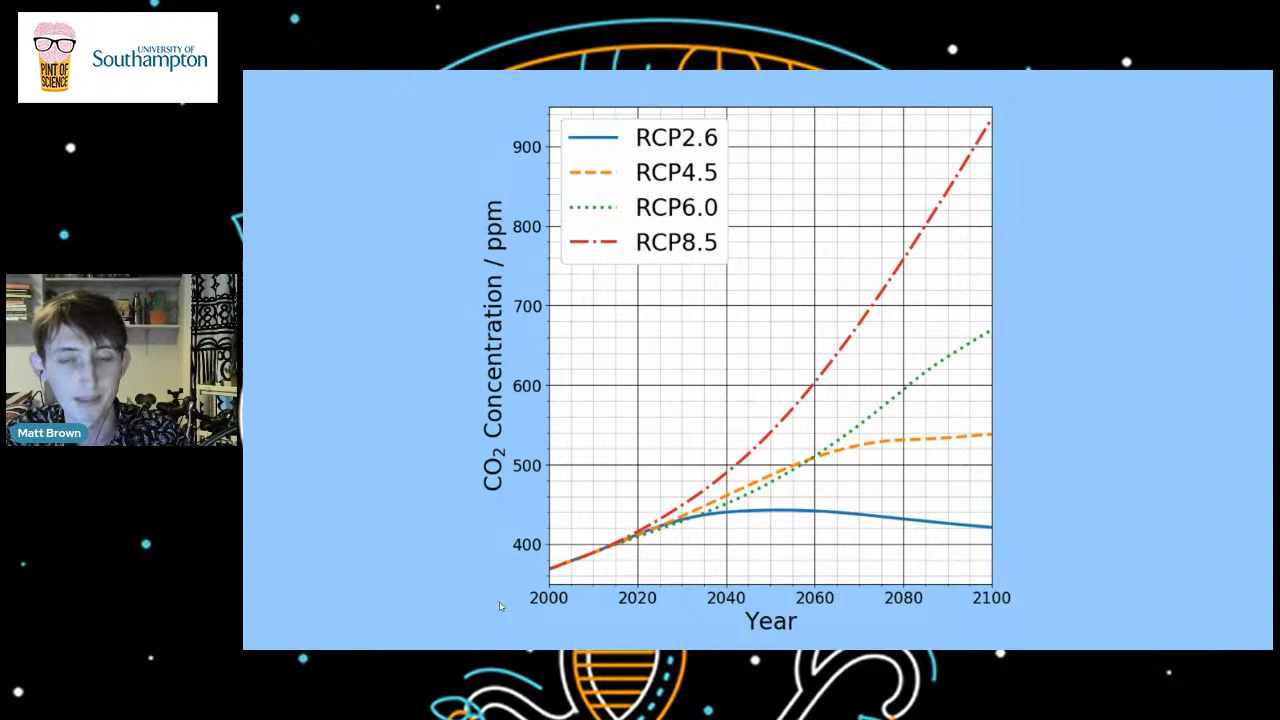 PINT OF
SCIENCE
UNIVERSITY OF
Southampton
RCP2.6
RCP4.5
RCP6.0
RCP8.5
900
800
700
600
500
400
CO₂ Concentration / ppm
2000 2020 2040 2060 2080 2100
Year
Matt Brown